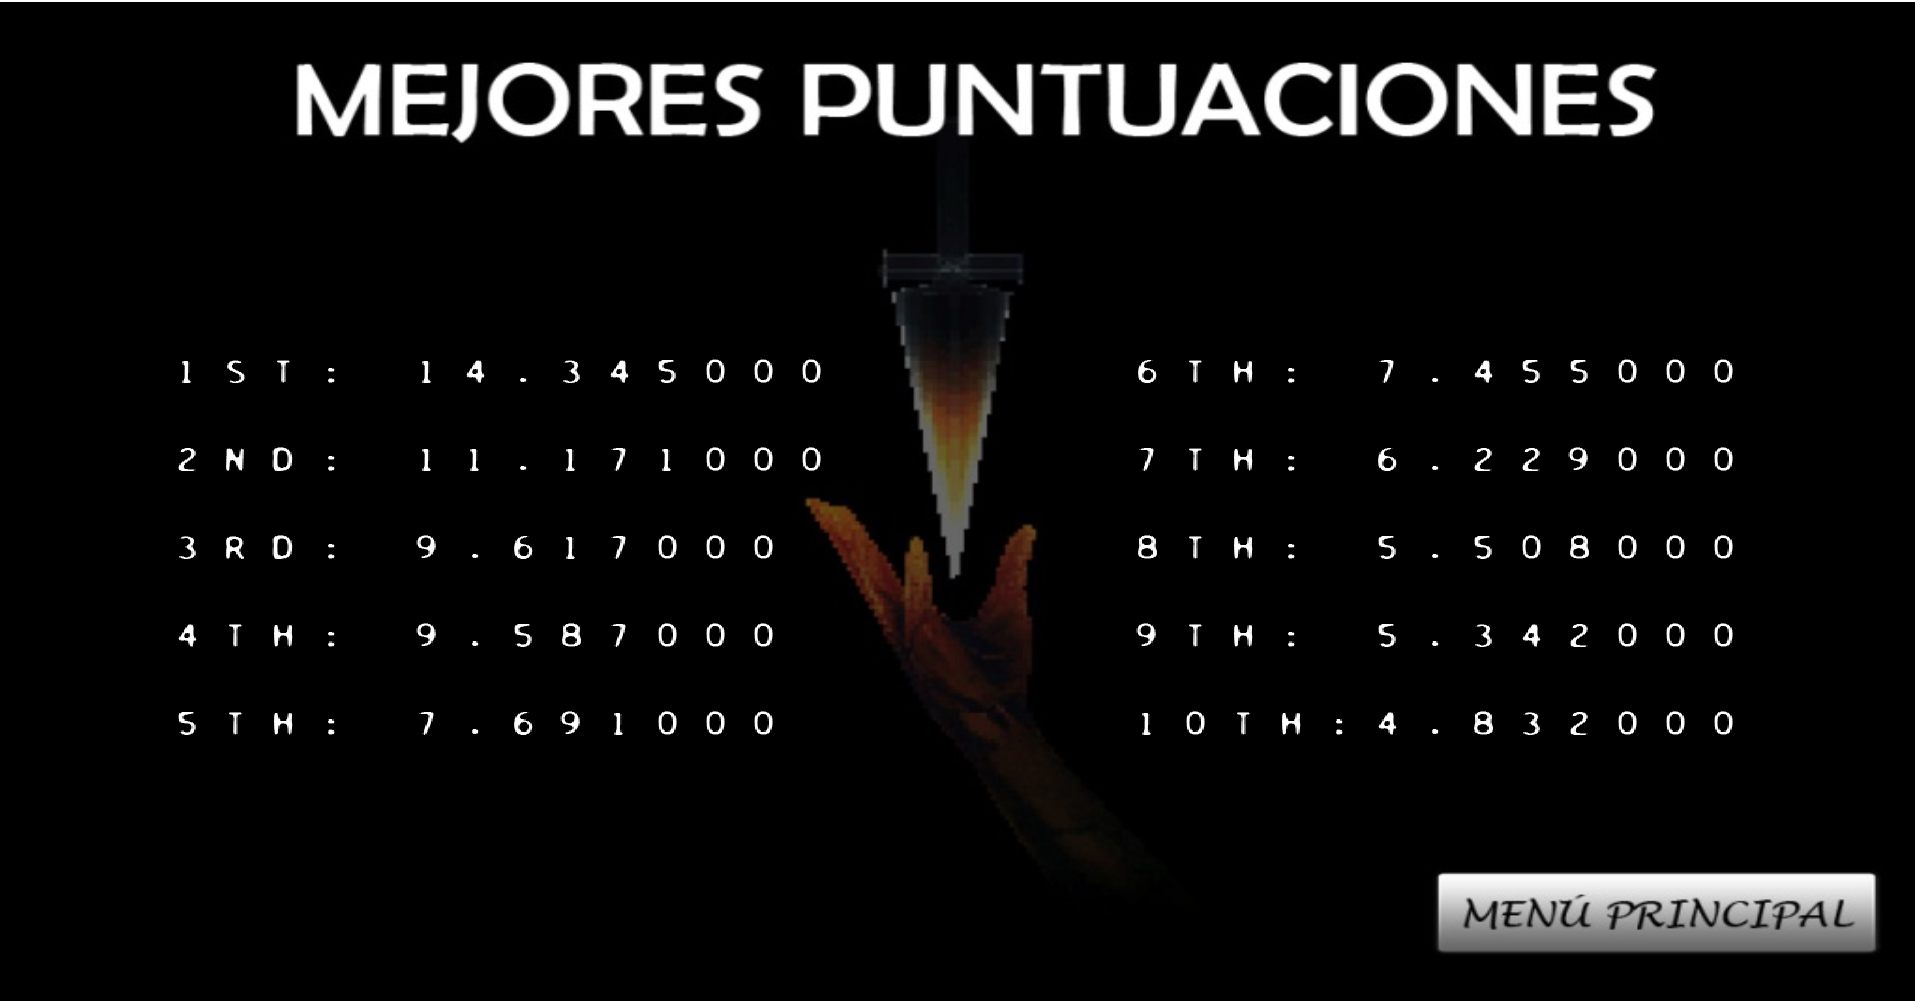 MEJORES PUNTUACIONES
1ST: 14.345000
2ND: 11.171000
3RD: 9.617000
4TH: 9.587000
5TH: 7.691000
6TH: 7.455000
7TH: 6.229000
8TH: 5.508000
9TH: 5.342000
10TH:4.832000
MENÚ PRINCIPAL